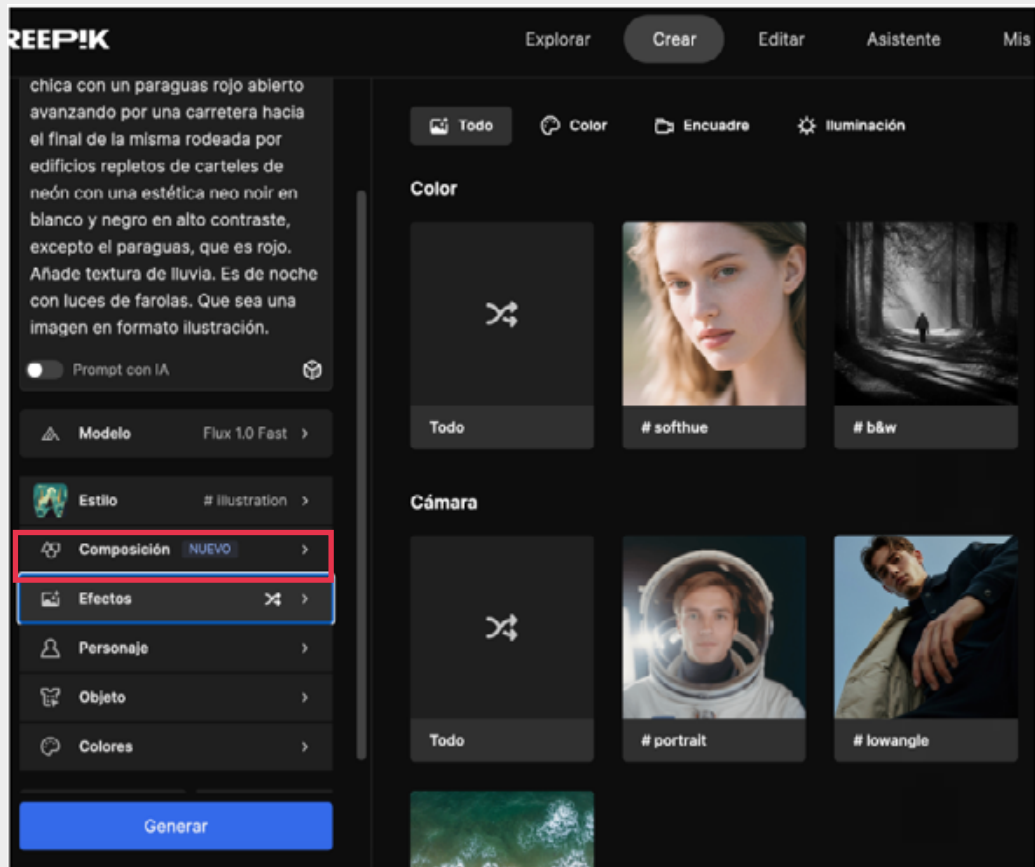 REEP!K
Explorar
Crear
Editar
Asistente
Mis
chica con un paraguas rojo abierto
avanzando por una carretera hacia
el final de la misma rodeada por
edificios repletos de carteles de
neón con una estética neo noir en
blanco y negro en alto contraste,
excepto el paraguas, que es rojo.
Añade textura de lluvia. Es de noche
con luces de farolas. Que sea una
imagen en formato ilustración.
Prompt con IA
Modelo Flux 1.0 Fast
Estilo # illustration
Composición NUEVO
Efectos
Personaje
Objeto
Colores
Generar
Todo
Color
Encuadre
Iluminación
Color
Todo
# softhue
# b&w
Cámara
Todo
# portrait
# lowangle